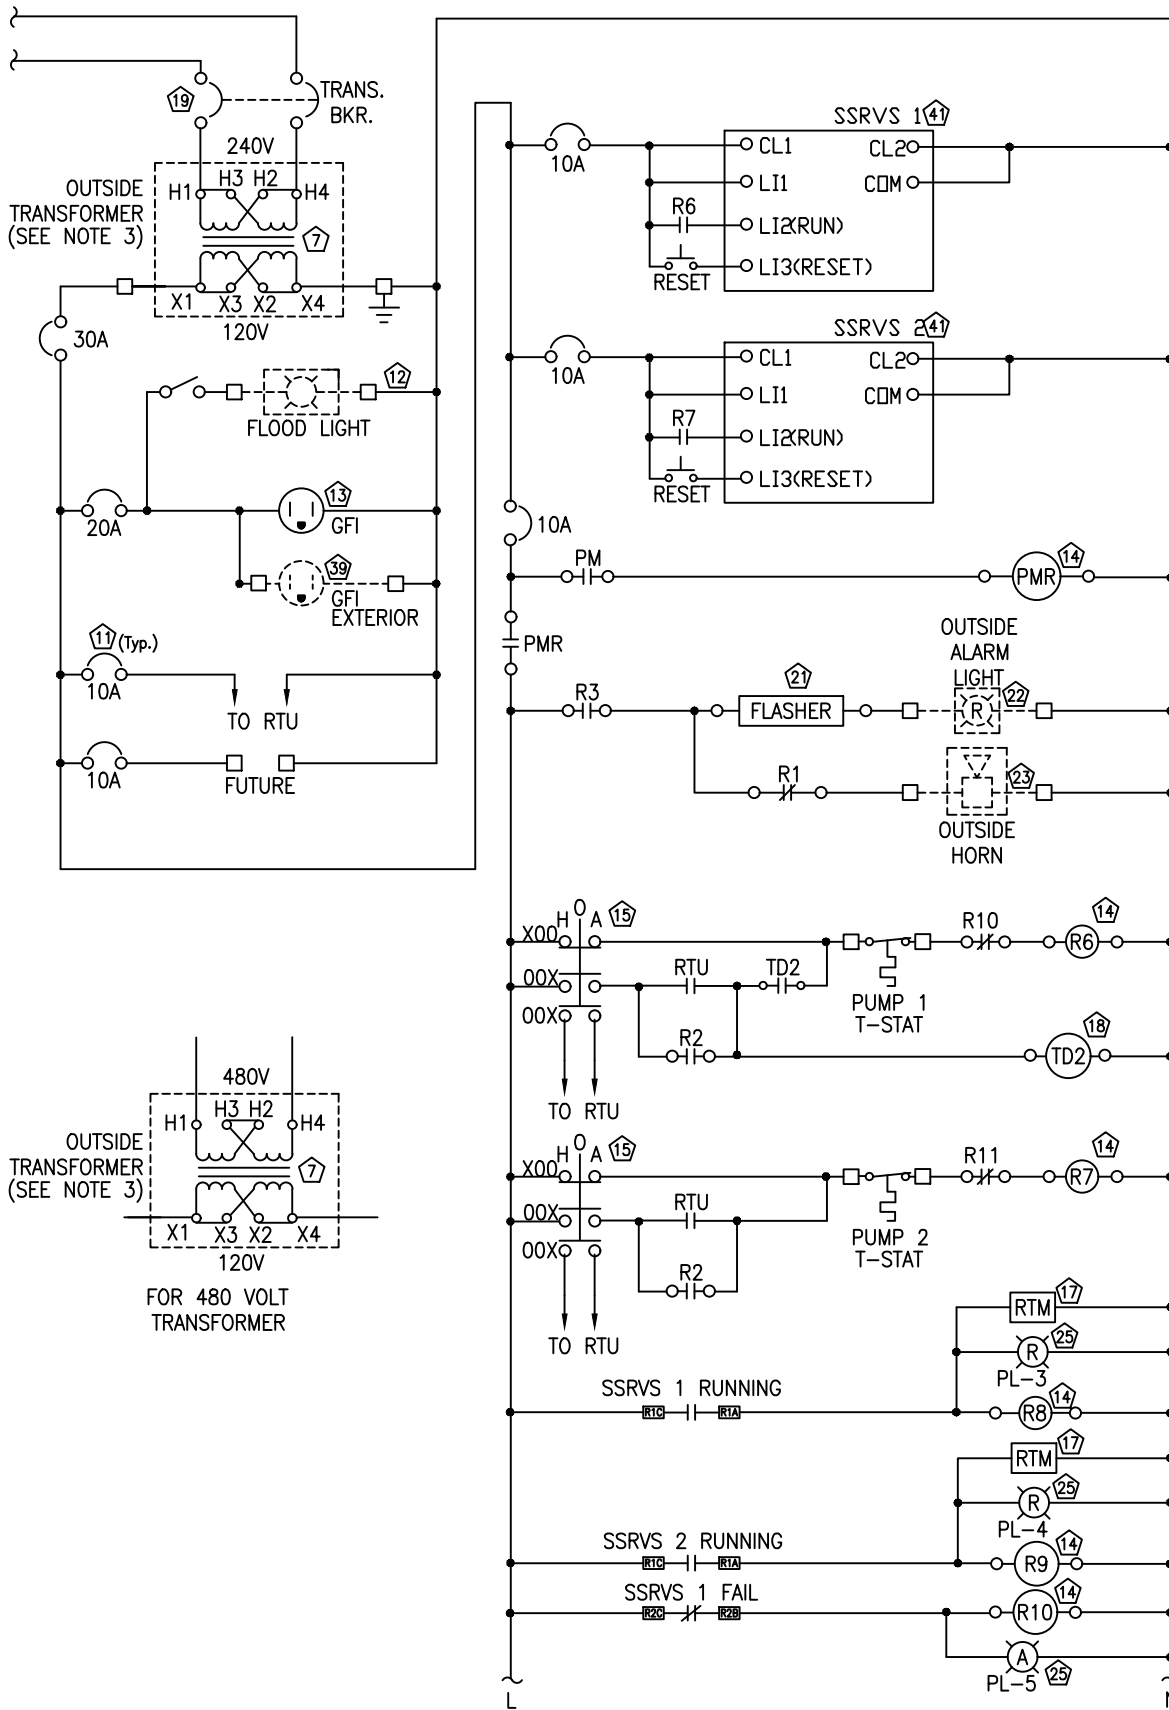 19
TRANS.
BKR.
240V
OUTSIDE
TRANSFORMER
(SEE NOTE 3)
H1 H3 H2 H4
7
X1 X3 X2 X4
120V
30A
12
FLOOD LIGHT
20A
13
GFI
39
GFI
EXTERIOR
11 (Typ.)
10A
TO RTU
10A
FUTURE
480V
OUTSIDE
TRANSFORMER
(SEE NOTE 3)
H1 H3 H2 H4
7
X1 X3 X2 X4
120V
FOR 480 VOLT
TRANSFORMER
SSRVS 1 41
10A
CL1 CL2
LI1 COM
R6
LI2(RUN)
RESET
LI3(RESET)
SSRVS 2 41
10A
CL1 CL2
LI1 COM
R7
LI2(RUN)
RESET
LI3(RESET)
10A
PM
PMR 14
PMR
OUTSIDE
ALARM
LIGHT
R3
21
FLASHER
R 22
R1
23
OUTSIDE
HORN
H O A 15
X00
00X
00X
RTU
TD2
R2
PUMP 1
T-STAT
R10
R6 14
TD2 18
TO RTU
H O A 15
X00
00X
00X
RTU
R2
PUMP 2
T-STAT
R11
R7 14
TO RTU
RTM 17
R 25
PL-3
SSRVS 1 RUNNING
R1C R1A
R8 14
RTM 17
R 25
PL-4
SSRVS 2 RUNNING
R1C R1A
R9 14
SSRVS 1 FAIL
R2C R2B
R10 14
A
PL-5 25
L